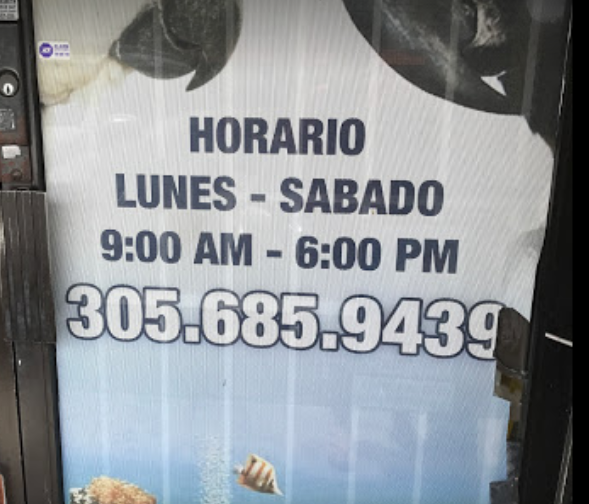 HORARIO
LUNES - SABADO
9:00 AM - 6:00 PM
305.685.9439